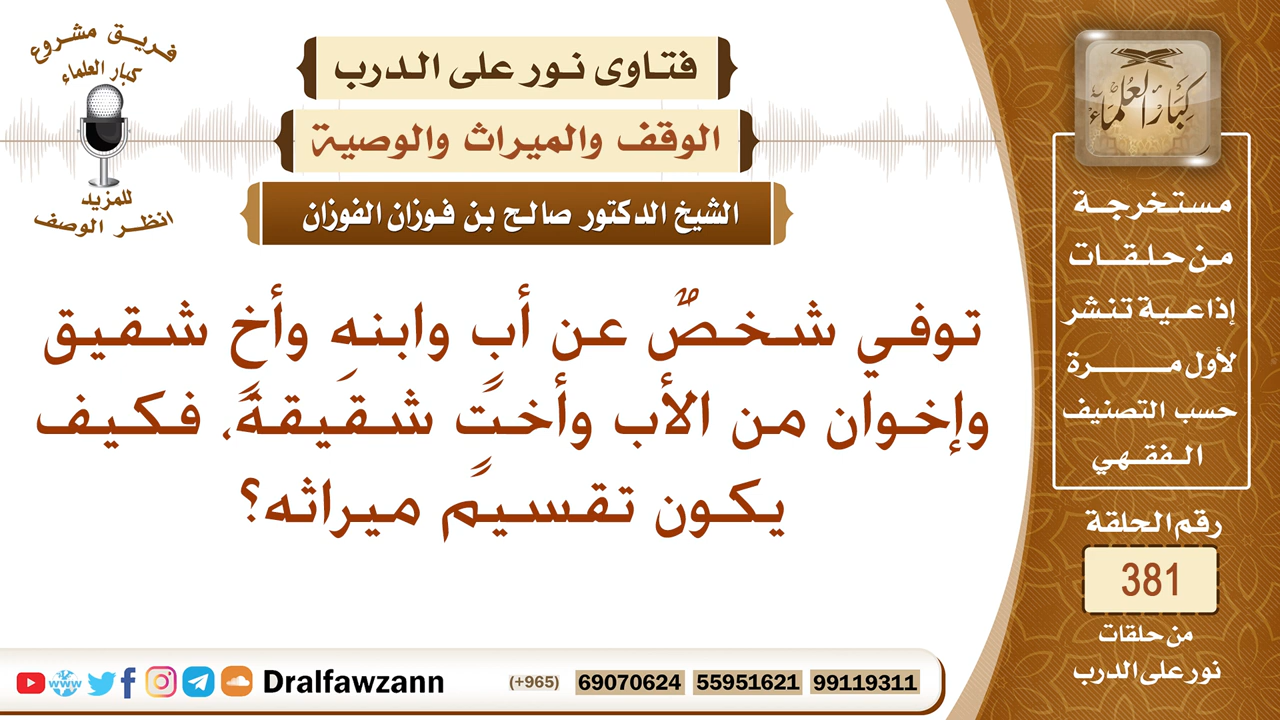 فريق مشروع
كبار العلماء
للمزيد
انظر الوصف
فتاوى نور على الدرب
الوقف والميراث والوصية
الشيخ الدكتور صالح بن فوزان الفوزان
توفي شخصٌ عن أبٍ وابنهِ وأخٍ شقيق
وإخوان من الأب وأختٍ شقَيقةً، فكيف
يكون تقسيمٍ ميراثه؟
كبار العلماء
مستخرجة
من حلقات
إذاعية تنشر
لأول مرة
حسب التصنيف
الفقهي
رقم الحلقة
381
من حلقات
نور على الدرب
www Dralfawzann (+965) 69070624 55951621 99119311